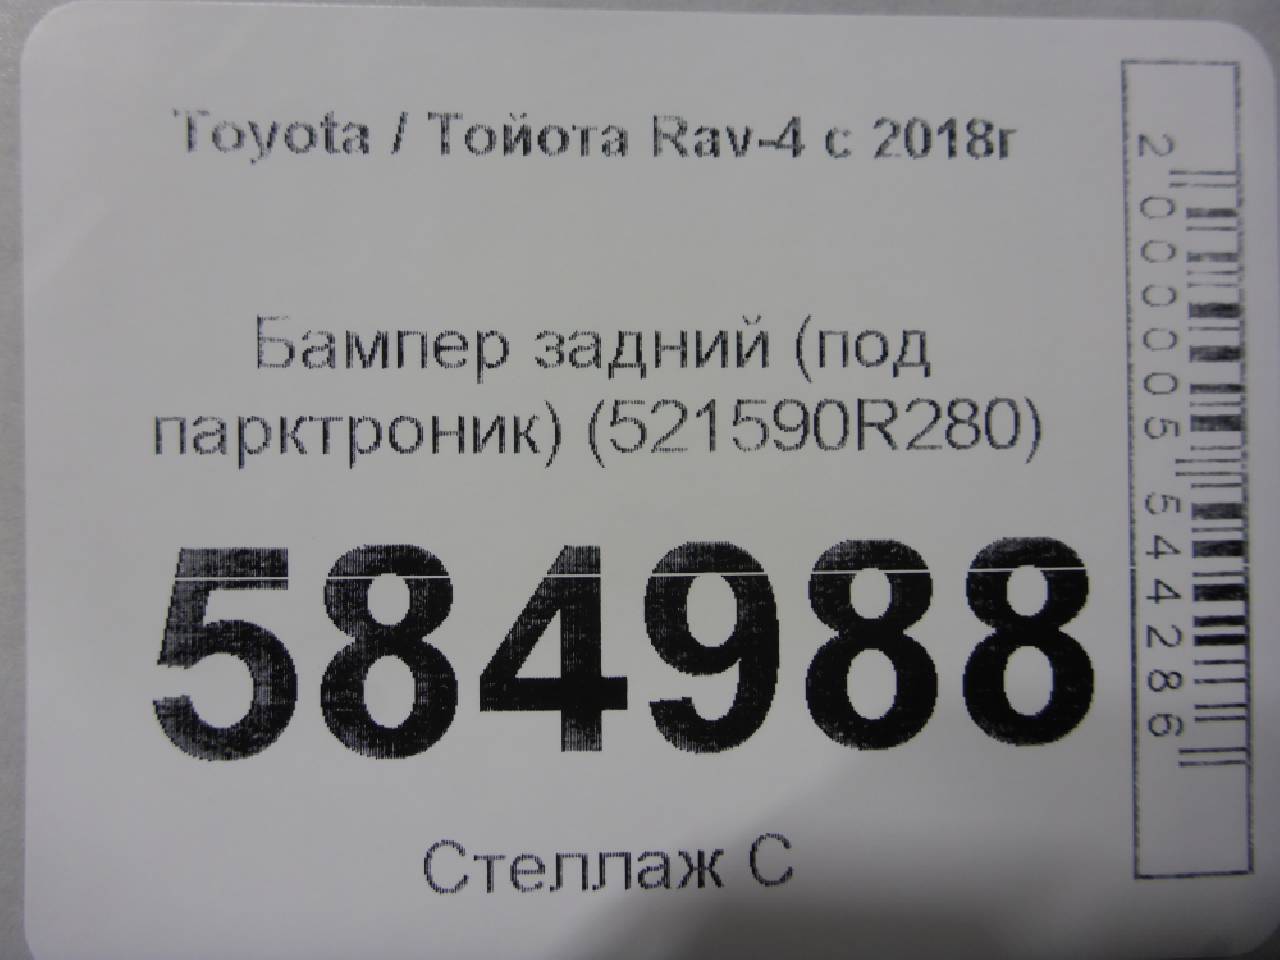 Toyota / Тойота Rav-4 с 2018г
Бампер задний (под
парктроник) (521590R280)
584988
Стеллаж С
2000005544286